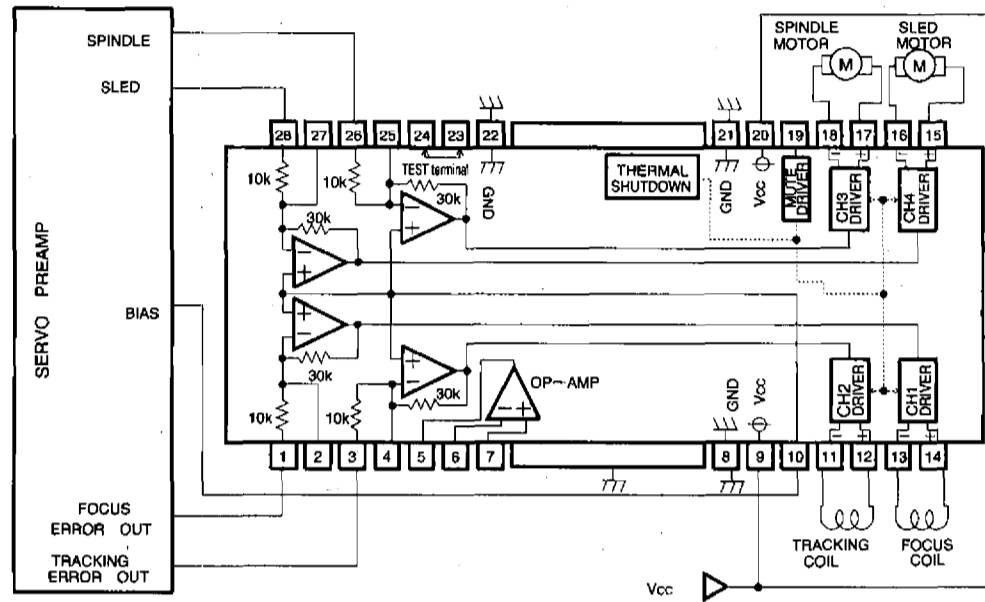 SPINDLE
SLED
SERVO PREAMP
BIAS
FOCUS
ERROR OUT
TRACKING
ERROR OUT
SPINDLE
MOTOR
SLED
MOTOR
M
M
28
27
26
25
24
23
22
21
20
19
18
17
16
15
10k
10k
TEST terminal
30k
GND
THERMAL
SHUTDOWN
GND
Vcc
MUTE
DRIVER
CH3
DRIVER
CH4
DRIVER
30k
30k
30k
10k
10k
OP~AMP
GND
Vcc
CH2
DRIVER
CH1
DRIVER
1
2
3
4
5
6
7
8
9
10
11
12
13
14
TRACKING
COIL
FOCUS
COIL
Vcc